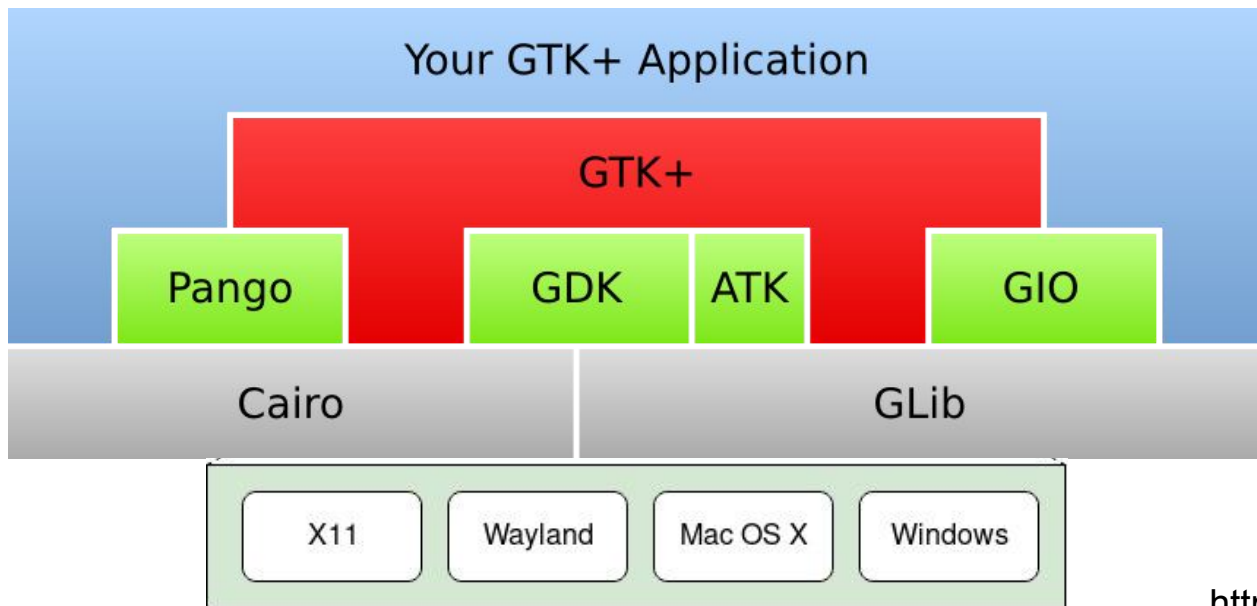 Your GTK+ Application
GTK+
Pango GDK ATK GIO
Cairo GLib
X11 Wayland Mac OS X Windows